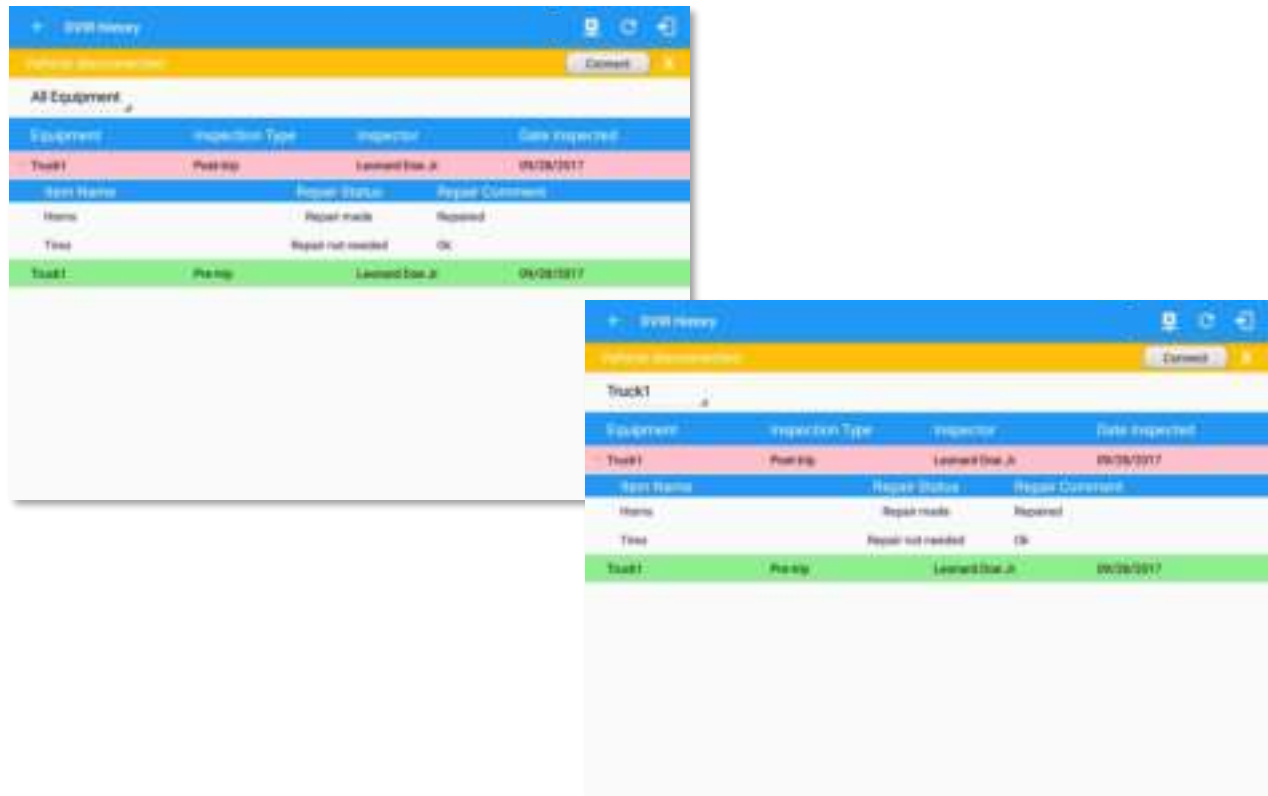 DVIR history
Vehicle disconnected
Connect X
All Equipment
Equipment Inspection Type Inspector Date Inspected
Truck1 Post-trip Leonard Doe Jr 09/28/2017
Item Name Repair Status Repair Comment
Horns Repair made Repaired
Tires Repair not needed Ok
Truck1 Pre-trip Leonard Doe Jr 09/28/2017
DVIR history
Vehicle disconnected
Connect X
Truck1
Equipment Inspection Type Inspector Date Inspected
Truck1 Post-trip Leonard Doe Jr 09/28/2017
Item Name Repair Status Repair Comment
Horns Repair made Repaired
Tires Repair not needed Ok
Truck1 Pre-trip Leonard Doe Jr 09/28/2017